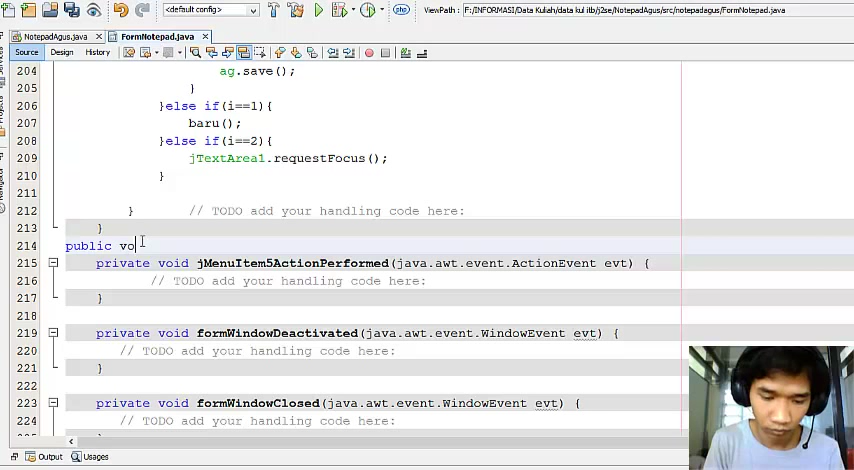 <default config>
ViewPath :
F:/INFORMASI/Data Kuliah/data kul itb/j2se/NotepadAgus/src/notepadagus/FormNotepad.java
NotepadAgus.java
FormNotepad.java
Source Design History
204 ag.save();
205 }
206 }else if(i==1){
207 baru();
208 }else if(i==2){
209 jTextArea1.requestFocus();
210 }
211
212 } // TODO add your handling code here:
213 }
214 public vo
215 private void jMenuItem5ActionPerformed(java.awt.event.ActionEvent evt) {
216 // TODO add your handling code here:
217 }
218
219 private void formWindowDeactivated(java.awt.event.WindowEvent evt) {
220 // TODO add your handling code here:
221 }
222
223 private void formWindowClosed(java.awt.event.WindowEvent evt) {
224 // TODO add your handling code here:
Output Usages